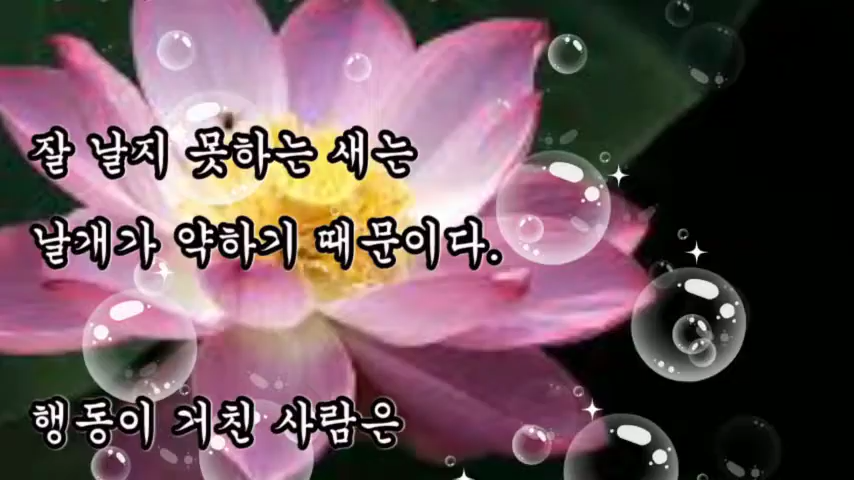 잘 날지 못하는 새는
날개가 약하기 때문이다.
행동이 거친 사람은